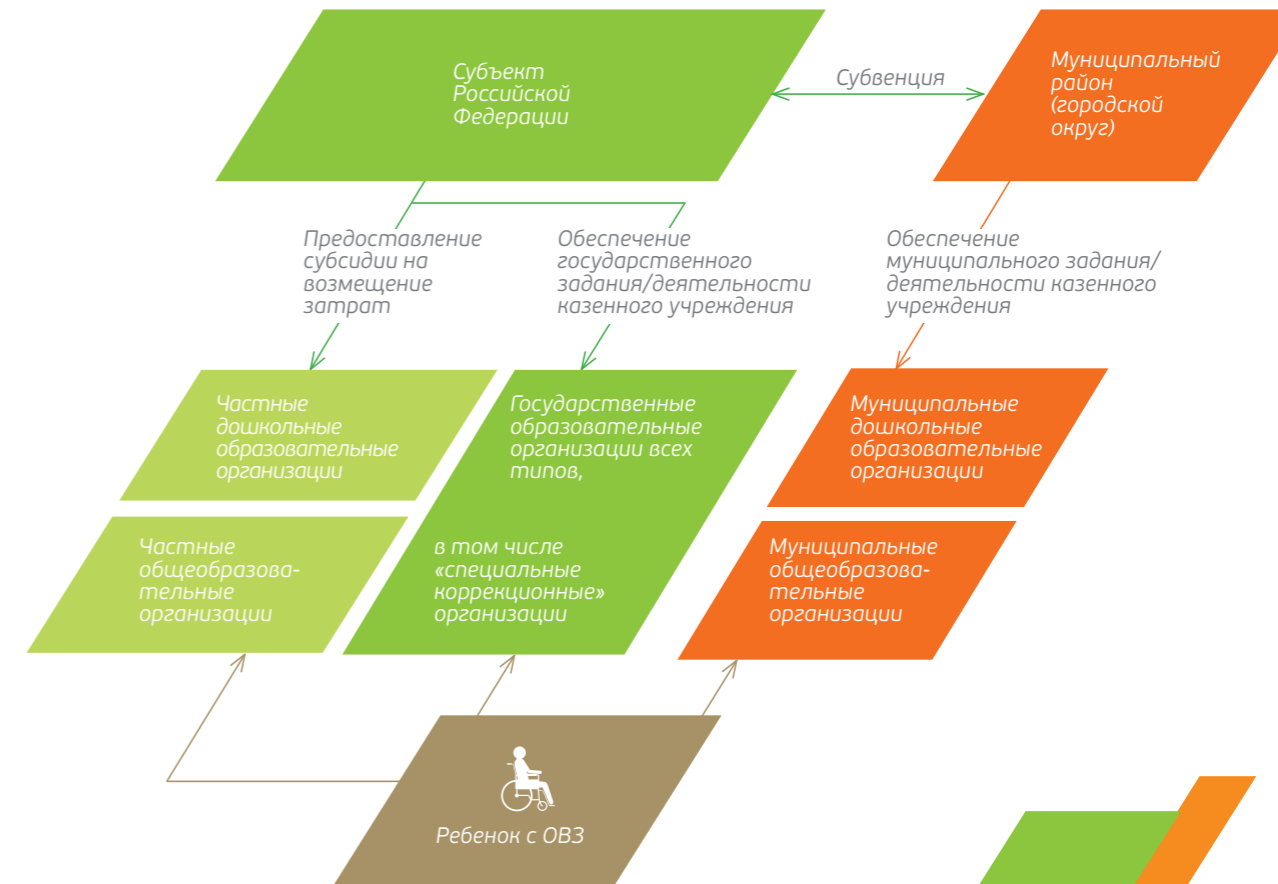 Субъект
Российской
Федерации
Субвенция
Муниципальный
район
(городской
округ)
Предоставление
субсидии на
возмещение
затрат
Обеспечение
государственного
задания/деятельности
казенного учреждения
Обеспечение
муниципального задания/
деятельности казенного
учреждения
Частные
дошкольные
образовательные
организации
Государственные
образовательные
организации всех
типов,
Муниципальные
дошкольные
образовательные
организации
Частные
общеобразова-
тельные
организации
в том числе
«специальные
коррекционные»
организации
Муниципальные
общеобразова-
тельные
организации
Ребенок с ОВЗ